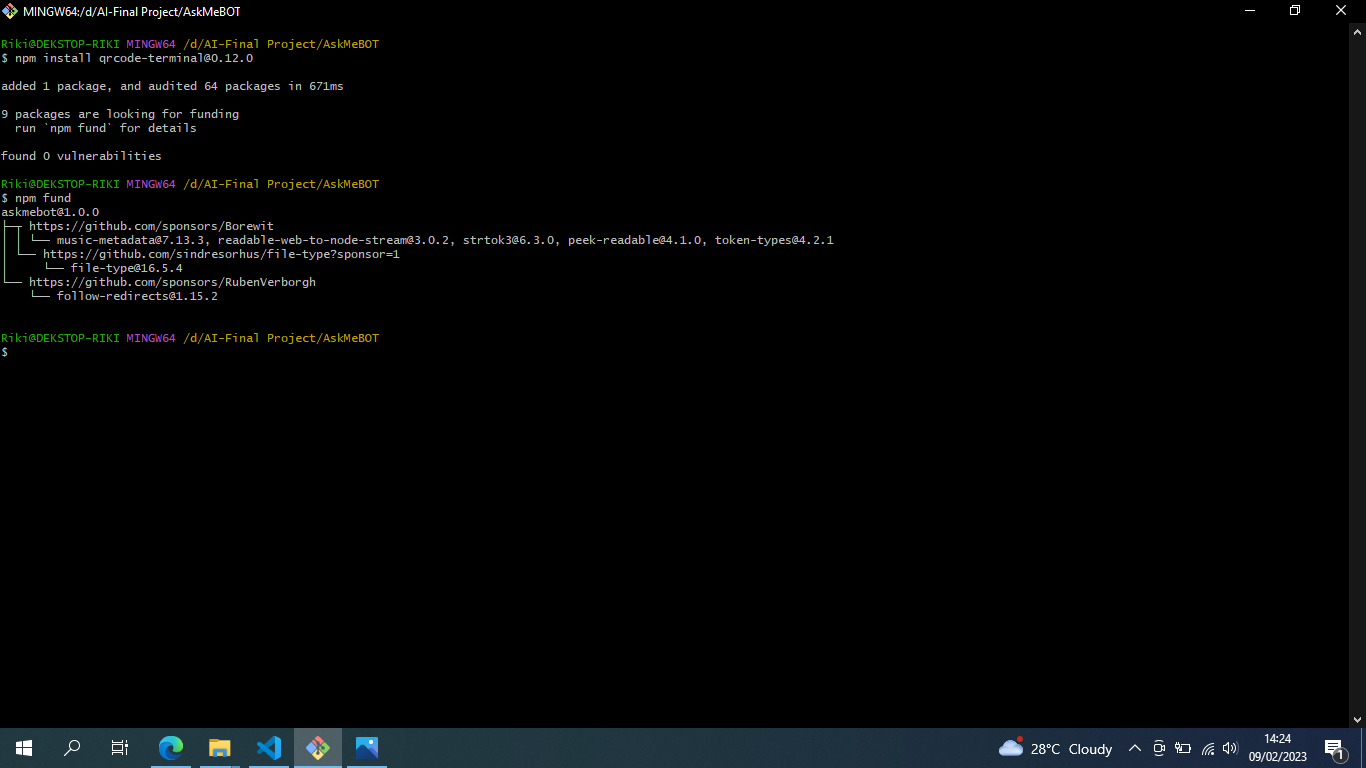 MINGW64:/d/AI-Final Project/AskMeBOT
Riki@DEKSTOP-RIKI MINGW64 /d/AI-Final Project/AskMeBOT
$ npm install qrcode-terminal@0.12.0
added 1 package, and audited 64 packages in 671ms
9 packages are looking for funding
  run `npm fund` for details
found 0 vulnerabilities
Riki@DEKSTOP-RIKI MINGW64 /d/AI-Final Project/AskMeBOT
$ npm fund
askmebot@1.0.0
├─┬ https://github.com/sponsors/Borewit
│ │ └── music-metadata@7.13.3, readable-web-to-node-stream@3.0.2, strtok3@6.3.0, peek-readable@4.1.0, token-types@4.2.1
│ └── https://github.com/sindresorhus/file-type?sponsor=1
│     └── file-type@16.5.4
└── https://github.com/sponsors/RubenVerborgh
    └── follow-redirects@1.15.2
Riki@DEKSTOP-RIKI MINGW64 /d/AI-Final Project/AskMeBOT
$
28°C Cloudy
14:24
09/02/2023
1